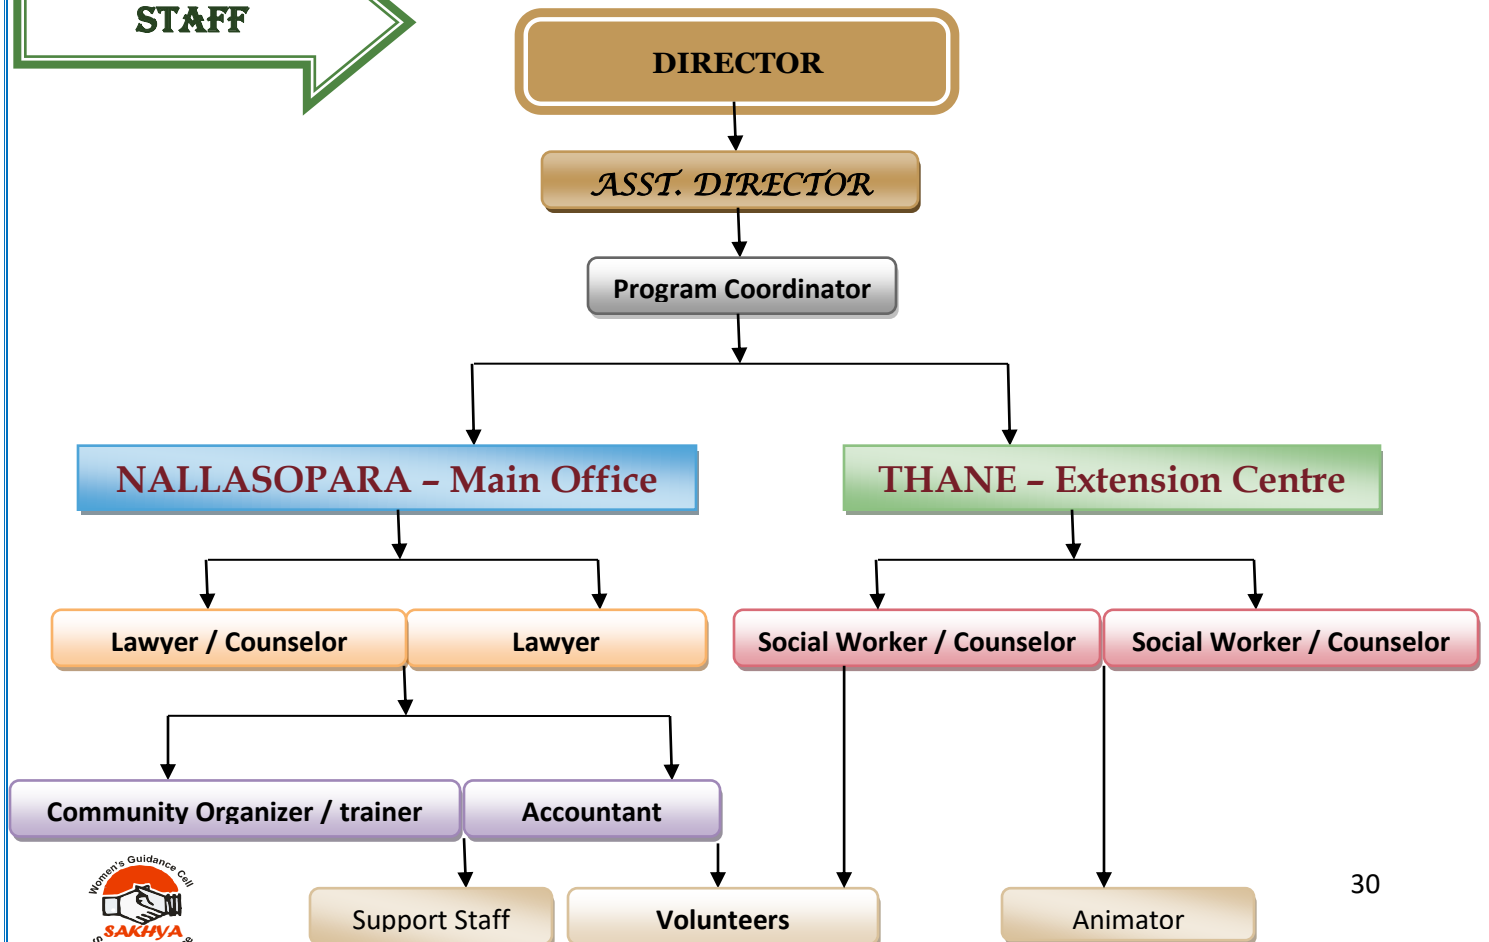 STAFF
DIRECTOR
ASST. DIRECTOR
Program Coordinator
NALLASOPARA – Main Office
THANE – Extension Centre
Lawyer / Counselor
Lawyer
Social Worker / Counselor
Social Worker / Counselor
Community Organizer / trainer
Accountant
Women's Guidance Cell
SAKHYA
Support Staff
Volunteers
Animator
30